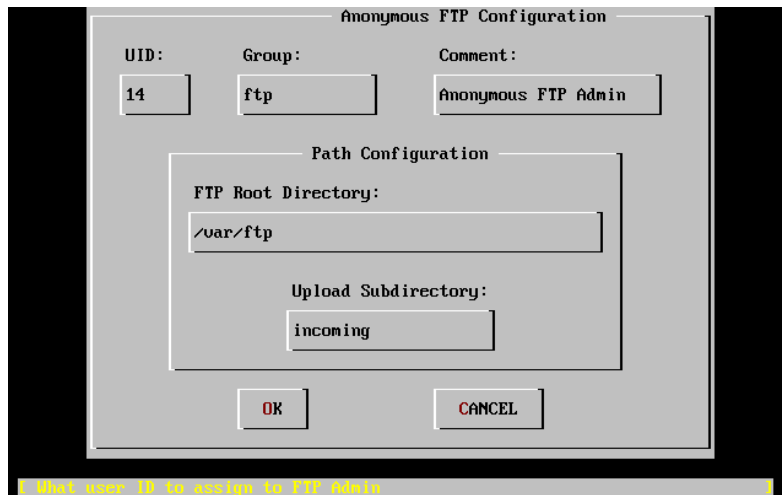 Anonymous FTP Configuration
UID: Group: Comment:
14 ftp Anonymous FTP Admin
Path Configuration
FTP Root Directory:
/var/ftp
Upload Subdirectory:
incoming
OK CANCEL
[ What user ID to assign to FTP Admin ]